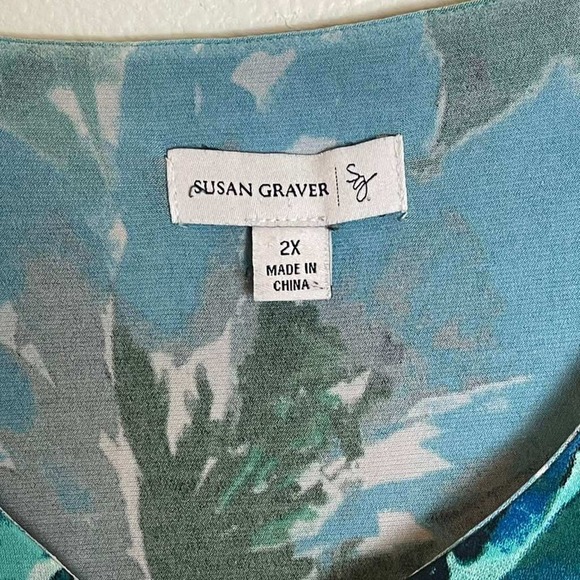 SUSAN GRAVER | Sg
2X
MADE IN
CHINA